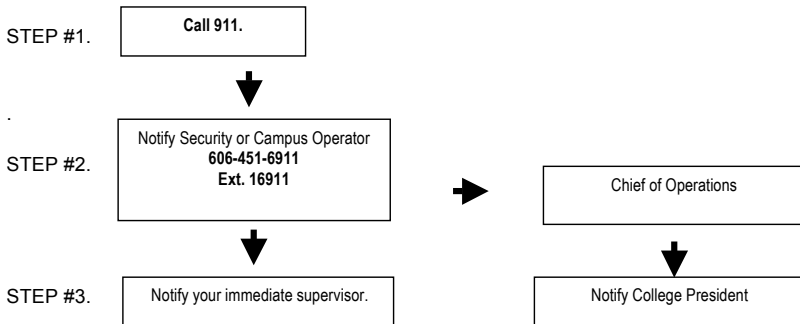 STEP #1.
Call 911.
.
STEP #2.
Notify Security or Campus Operator
606-451-6911
Ext. 16911
Chief of Operations
STEP #3.
Notify your immediate supervisor.
Notify College President